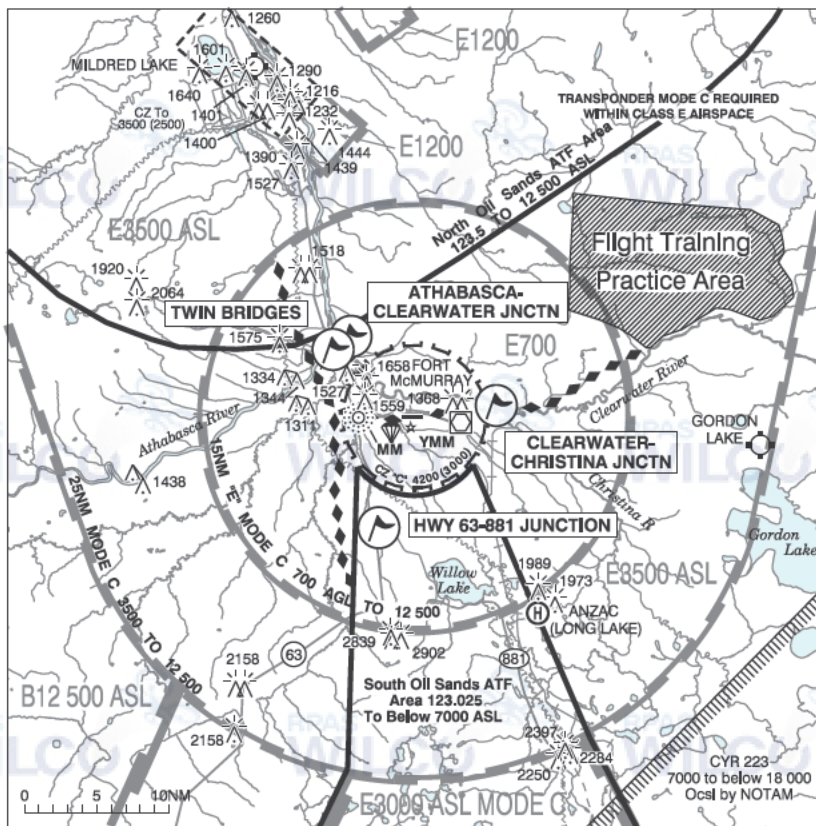 1260
E1200
1601
MILDRED LAKE
1290
1216
1640
1232
CZ To
3500 (2500)
1401
1400
TRANSPONDER MODE C REQUIRED
WITHIN CLASS E AIRSPACE
1444
1439
1390
1527
E1200
RPAS
WILCO
North Oil Sands ATF Area
123.5 TO 12 500 ASL
E3500 ASL
Flight Training
Practice Area
1518
1920
2064
TWIN BRIDGES
ATHABASCA-
CLEARWATER JNCTN
1575
E700
1658
FORT
McMURRAY
1334
1527
1368
1344
1559
1311
Clearwater River
Athabasca River
MM
YMM
CLEARWATER-
CHRISTINA JNCTN
GORDON
LAKE
CZ "C" 4200 (3000)
1438
Christina R
HWY 63-881 JUNCTION
Gordon
Lake
15NM "E" MODE C 700 AGL TO 12 500
25NM MODE C 3500 TO 12 500
Willow
Lake
1989
1973
E3500 ASL
H
ANZAC
(LONG LAKE)
2839
2902
63
881
2158
South Oil Sands ATF
Area 123.025
To Below 7000 ASL
B12 500 ASL
RPAS
WILCO
2158
2397
2284
2250
CYR 223
7000 to below 18 000
Ocsl by NOTAM
0 5 10NM
E3000 ASL MODE C